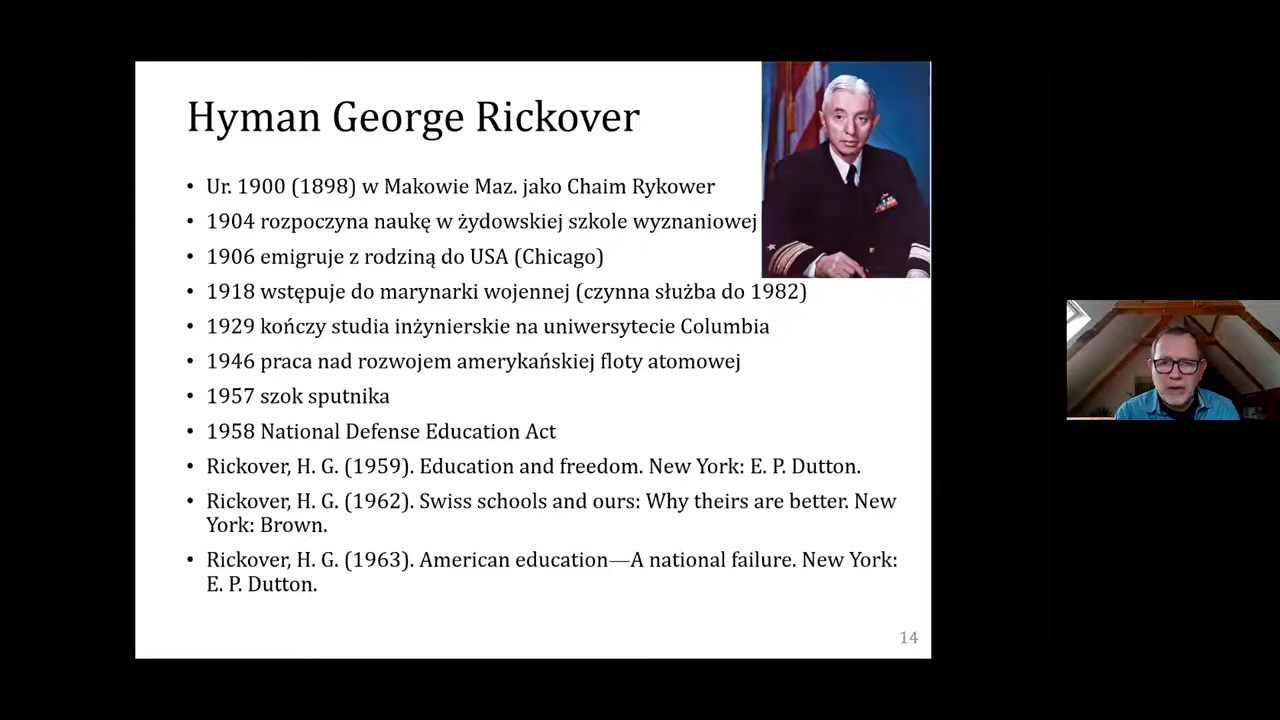 Hyman George Rickover
• Ur. 1900 (1898) w Makowie Maz. jako Chaim Rykower
• 1904 rozpoczyna naukę w żydowskiej szkole wyznaniowej
• 1906 emigruje z rodziną do USA (Chicago)
• 1918 wstępuje do marynarki wojennej (czynna służba do 1982)
• 1929 kończy studia inżynierskie na uniwersytecie Columbia
• 1946 praca nad rozwojem amerykańskiej floty atomowej
• 1957 szok sputnika
• 1958 National Defense Education Act
• Rickover, H. G. (1959). Education and freedom. New York: E. P. Dutton.
• Rickover, H. G. (1962). Swiss schools and ours: Why theirs are better. New
York: Brown.
• Rickover, H. G. (1963). American education—A national failure. New York:
E. P. Dutton.
14